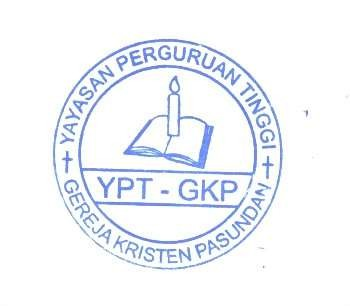 YAYASAN PERGURUAN TINGGI
YPT - GKP
GEREJA KRISTEN PASUNDAN